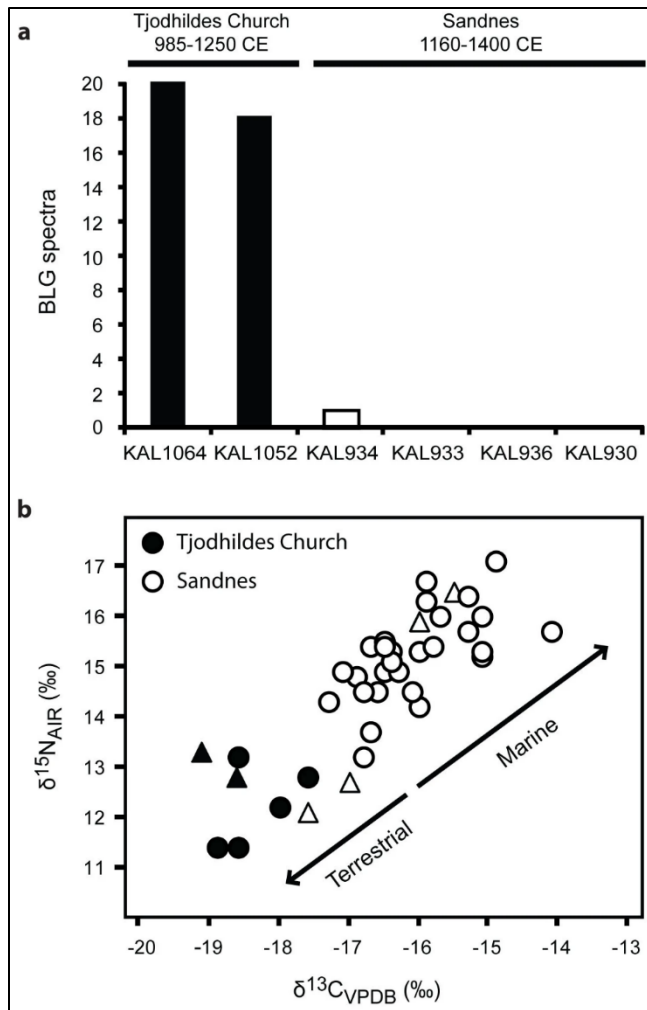 Tjodhildes Church Sandnes
985-1250 CE 1160-1400 CE
a
20
18
16
14
12
10
8
6
4
2
0
BLG spectra
KAL1064 KAL1052 KAL934 KAL933 KAL936 KAL930
b
Tjodhildes Church
Sandnes
17
16
15
14
13
12
11
δ15NAIR (‰)
Marine
Terrestrial
-20 -19 -18 -17 -16 -15 -14 -13
δ13CVPDB (‰)